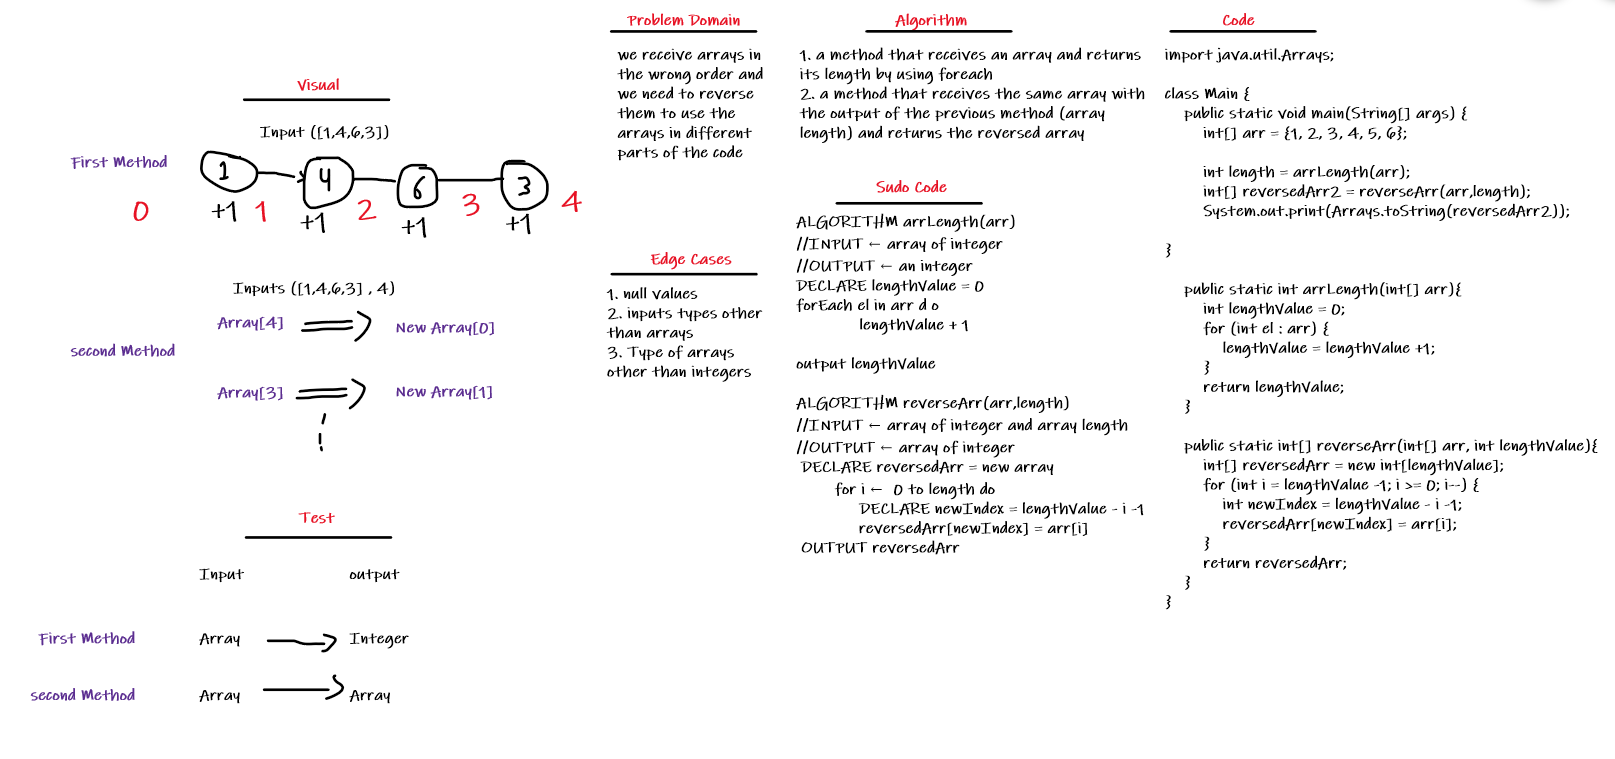 Visual
Input ([1,4,6,3])
First Method
1
4
6
3
0
+1
1
+1
2
+1
3
+1
4
Inputs ([1,4,6,3] , 4)
Array[4]
New Array[0]
second Method
Array[3]
New Array[1]
Test
Input
output
First Method
Array
Integer
second Method
Array
Array
Problem Domain
we receive arrays in
the wrong order and
we need to reverse
them to use the
arrays in different
parts of the code
Edge Cases
1. null values
2. inputs types other
than arrays
3. Type of arrays
other than integers
Algorithm
1. a method that receives an array and returns
its length by using foreach
2. a method that receives the same array with
the output of the previous method (array
length) and returns the reversed array
Sudo Code
ALGORITHM arrLength(arr)
//INPUT ← array of integer
//OUTPUT ← an integer
DECLARE lengthValue = 0
forEach el in arr d o
lengthValue + 1
output lengthValue
ALGORITHM reverseArr(arr,length)
//INPUT ← array of integer and array length
//OUTPUT ← array of integer
DECLARE reversedArr = new array
for i ← 0 to length do
DECLARE newIndex = lengthValue - i -1
reversedArr[newIndex] = arr[i]
OUTPUT reversedArr
Code
import java.util.Arrays;
class Main {
public static void main(String[] args) {
int[] arr = {1, 2, 3, 4, 5, 6};
int length = arrLength(arr);
int[] reversedArr2 = reverseArr(arr,length);
System.out.print(Arrays.toString(reversedArr2));
}
public static int arrLength(int[] arr){
int lengthValue = 0;
for (int el : arr) {
lengthValue = lengthValue +1;
}
return lengthValue;
}
public static int[] reverseArr(int[] arr, int lengthValue){
int[] reversedArr = new int[lengthValue];
for (int i = lengthValue -1; i >= 0; i--) {
int newIndex = lengthValue - i -1;
reversedArr[newIndex] = arr[i];
}
return reversedArr;
}
}